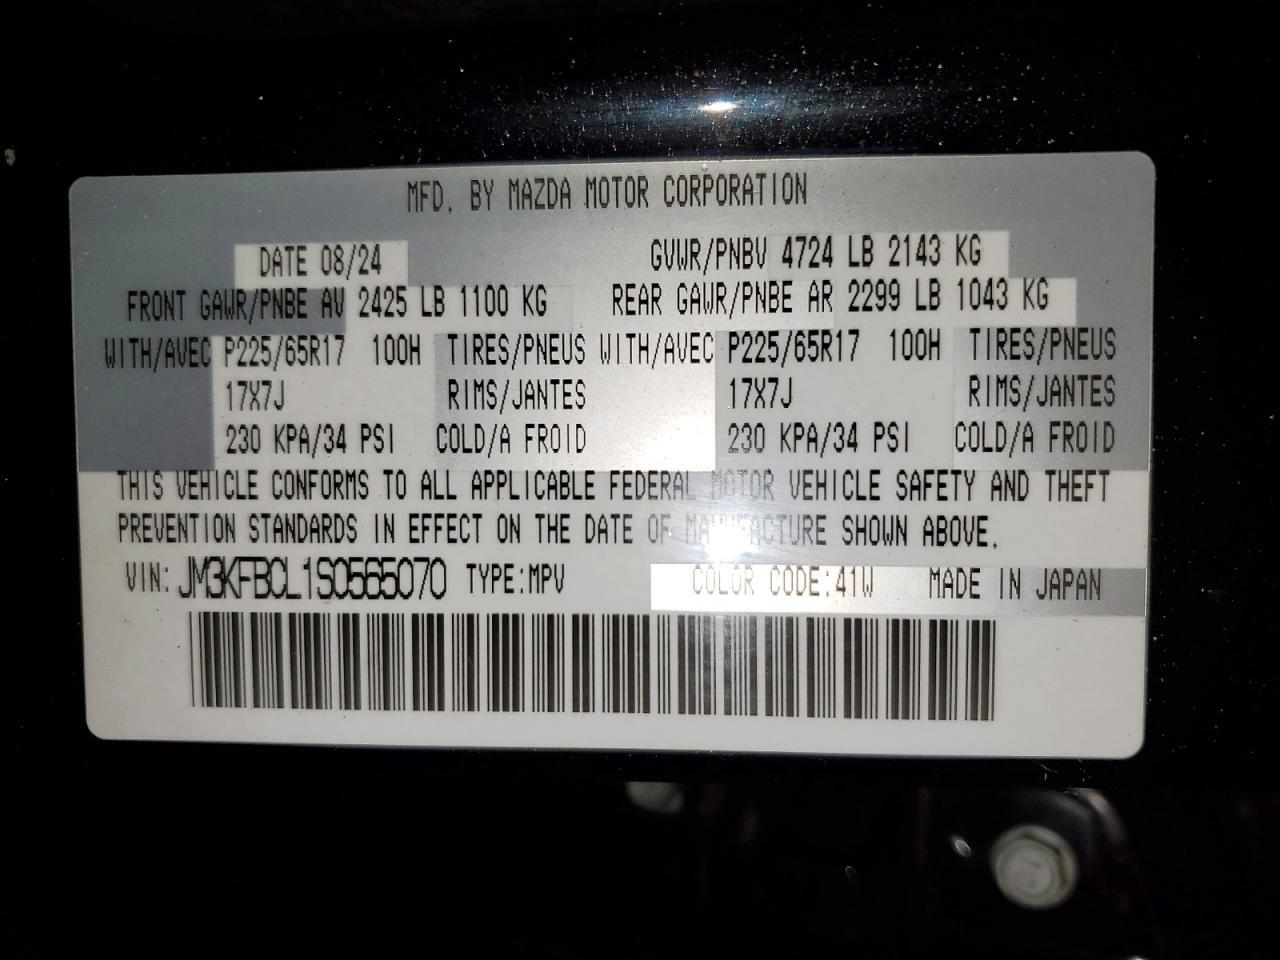 MFD. BY MAZDA MOTOR CORPORATION
DATE 08/24 GVWR/PNBV 4724 LB 2143 KG
FRONT GAWR/PNBE AV 2425 LB 1100 KG REAR GAWR/PNBE AR 2299 LB 1043 KG
WITH/AVEC P225/65R17 100H TIRES/PNEUS WITH/AVEC P225/65R17 100H TIRES/PNEUS
17X7J RIMS/JANTES 17X7J RIMS/JANTES
230 KPA/34 PSI COLD/A FROID 230 KPA/34 PSI COLD/A FROID
THIS VEHICLE CONFORMS TO ALL APPLICABLE FEDERAL MOTOR VEHICLE SAFETY AND THEFT
PREVENTION STANDARDS IN EFFECT ON THE DATE OF MANUFACTURE SHOWN ABOVE.
VIN: JM3KFBCL1S0565070 TYPE:MPV COLOR CODE:41W MADE IN JAPAN